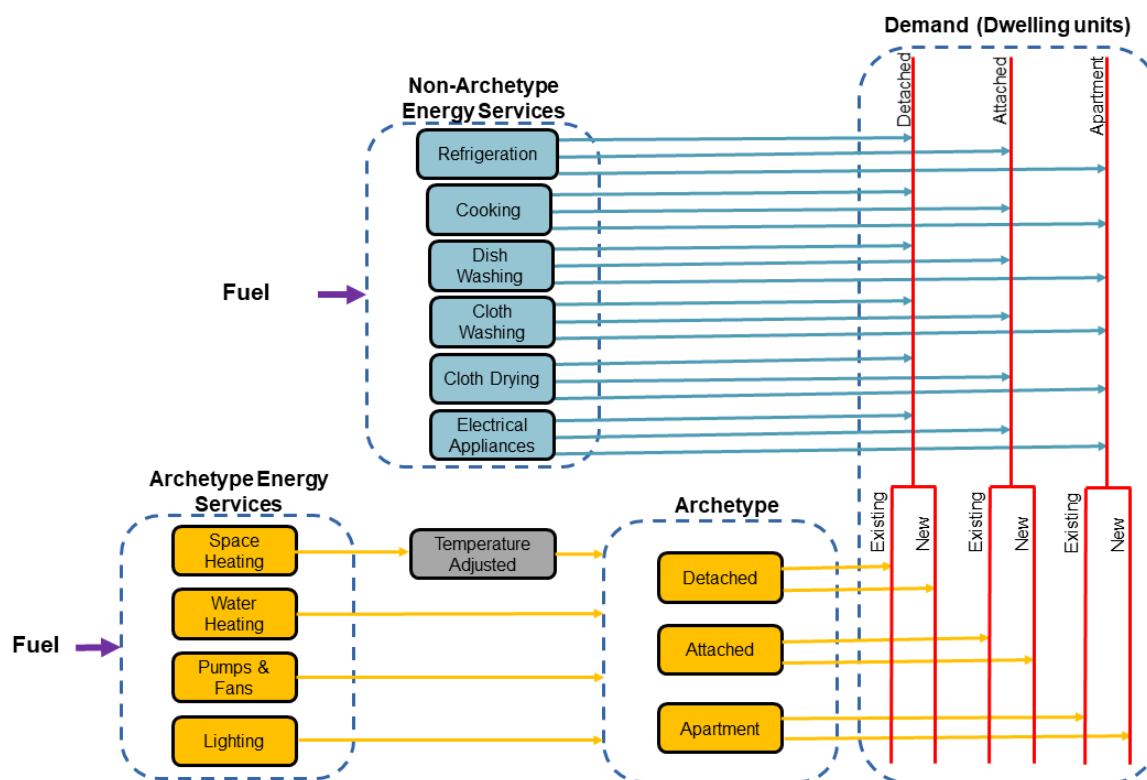 Demand (Dwelling units)
Detached
Attached
Apartment
Non-Archetype
Energy Services
Refrigeration
Cooking
Dish
Washing
Fuel
Cloth
Washing
Cloth Drying
Electrical
Appliances
Archetype Energy
Services
Archetype
Existing
New
Existing
New
Existing
New
Space
Heating
Temperature
Adjusted
Detached
Water
Heating
Fuel
Attached
Pumps &
Fans
Lighting
Apartment